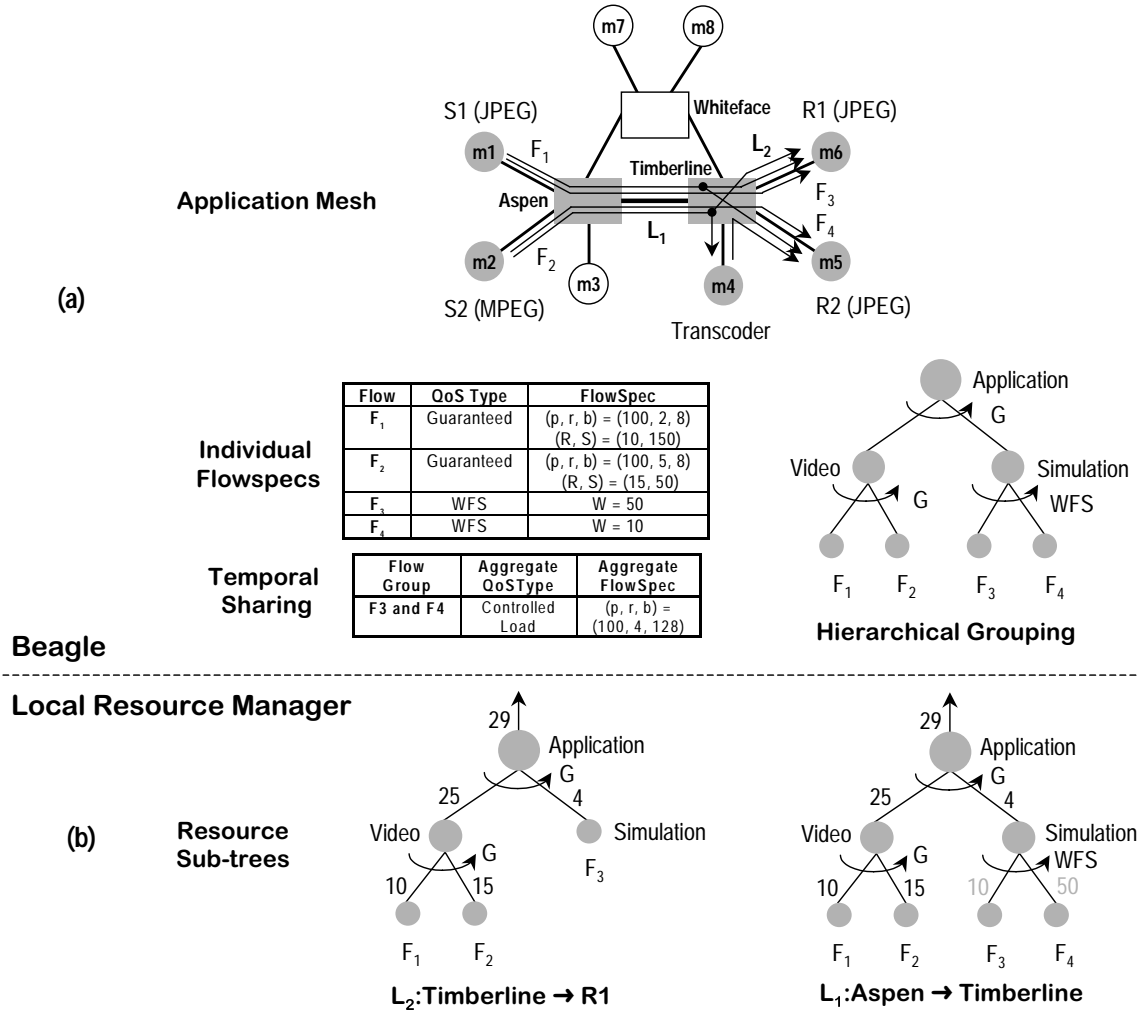 m7
m8
Whiteface
S1 (JPEG)
R1 (JPEG)
m1
F1
L2
m6
Timberline
Application Mesh
Aspen
F3
F4
L1
m2
F2
m3
m4
m5
(a)
S2 (MPEG)
R2 (JPEG)
Transcoder
Individual
Flowspecs
Flow QoS Type FlowSpec
F1 Guaranteed (p, r, b) = (100, 2, 8)
(R, S) = (10, 150)
F2 Guaranteed (p, r, b) = (100, 5, 8)
(R, S) = (15, 50)
F3 WFS W = 50
F4 WFS W = 10
Application
G
Video
Simulation
G
WFS
F1 F2 F3 F4
Hierarchical Grouping
Temporal
Sharing
Flow Aggregate Aggregate
Group QoSType FlowSpec
F3 and F4 Controlled (p, r, b) =
Load (100, 4, 128)
Beagle
Local Resource Manager
(b)
Resource
Sub-trees
29
Application
G
25 4
Video
Simulation
G
F3
10 15
F1 F2
L2:Timberline → R1
29
Application
G
25 4
Video
Simulation
G
WFS
10 15 10 50
F1 F2 F3 F4
L1:Aspen → Timberline